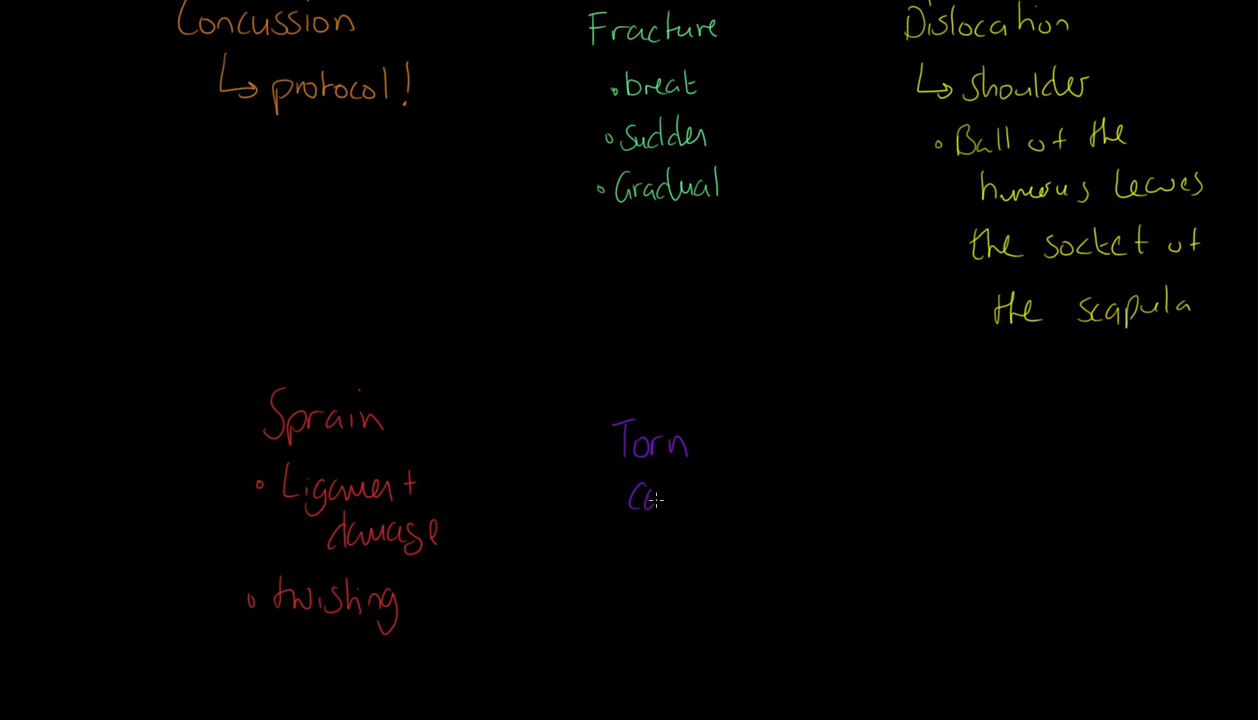 Concussion
↳ protocol!
Fracture
• break
• Sudden
• Gradual
Dislocation
↳ shoulder
• Ball of the
humerus leaves
the socket of
the scapula
Sprain
• Ligament
damage
• twisting
Torn
Ca